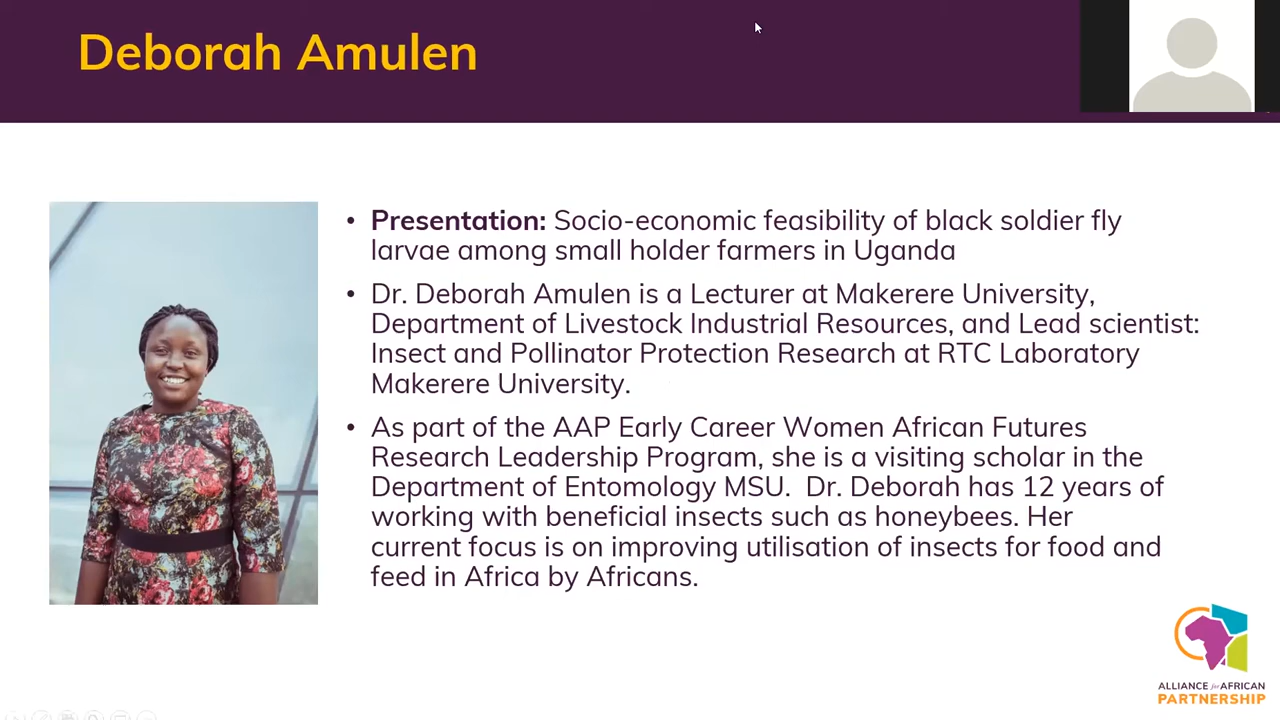 Deborah Amulen
• Presentation: Socio-economic feasibility of black soldier fly
larvae among small holder farmers in Uganda
• Dr. Deborah Amulen is a Lecturer at Makerere University,
Department of Livestock Industrial Resources, and Lead scientist:
Insect and Pollinator Protection Research at RTC Laboratory
Makerere University.
• As part of the AAP Early Career Women African Futures
Research Leadership Program, she is a visiting scholar in the
Department of Entomology MSU.  Dr. Deborah has 12 years of
working with beneficial insects such as honeybees. Her
current focus is on improving utilisation of insects for food and
feed in Africa by Africans.
ALLIANCE for AFRICAN
PARTNERSHIP